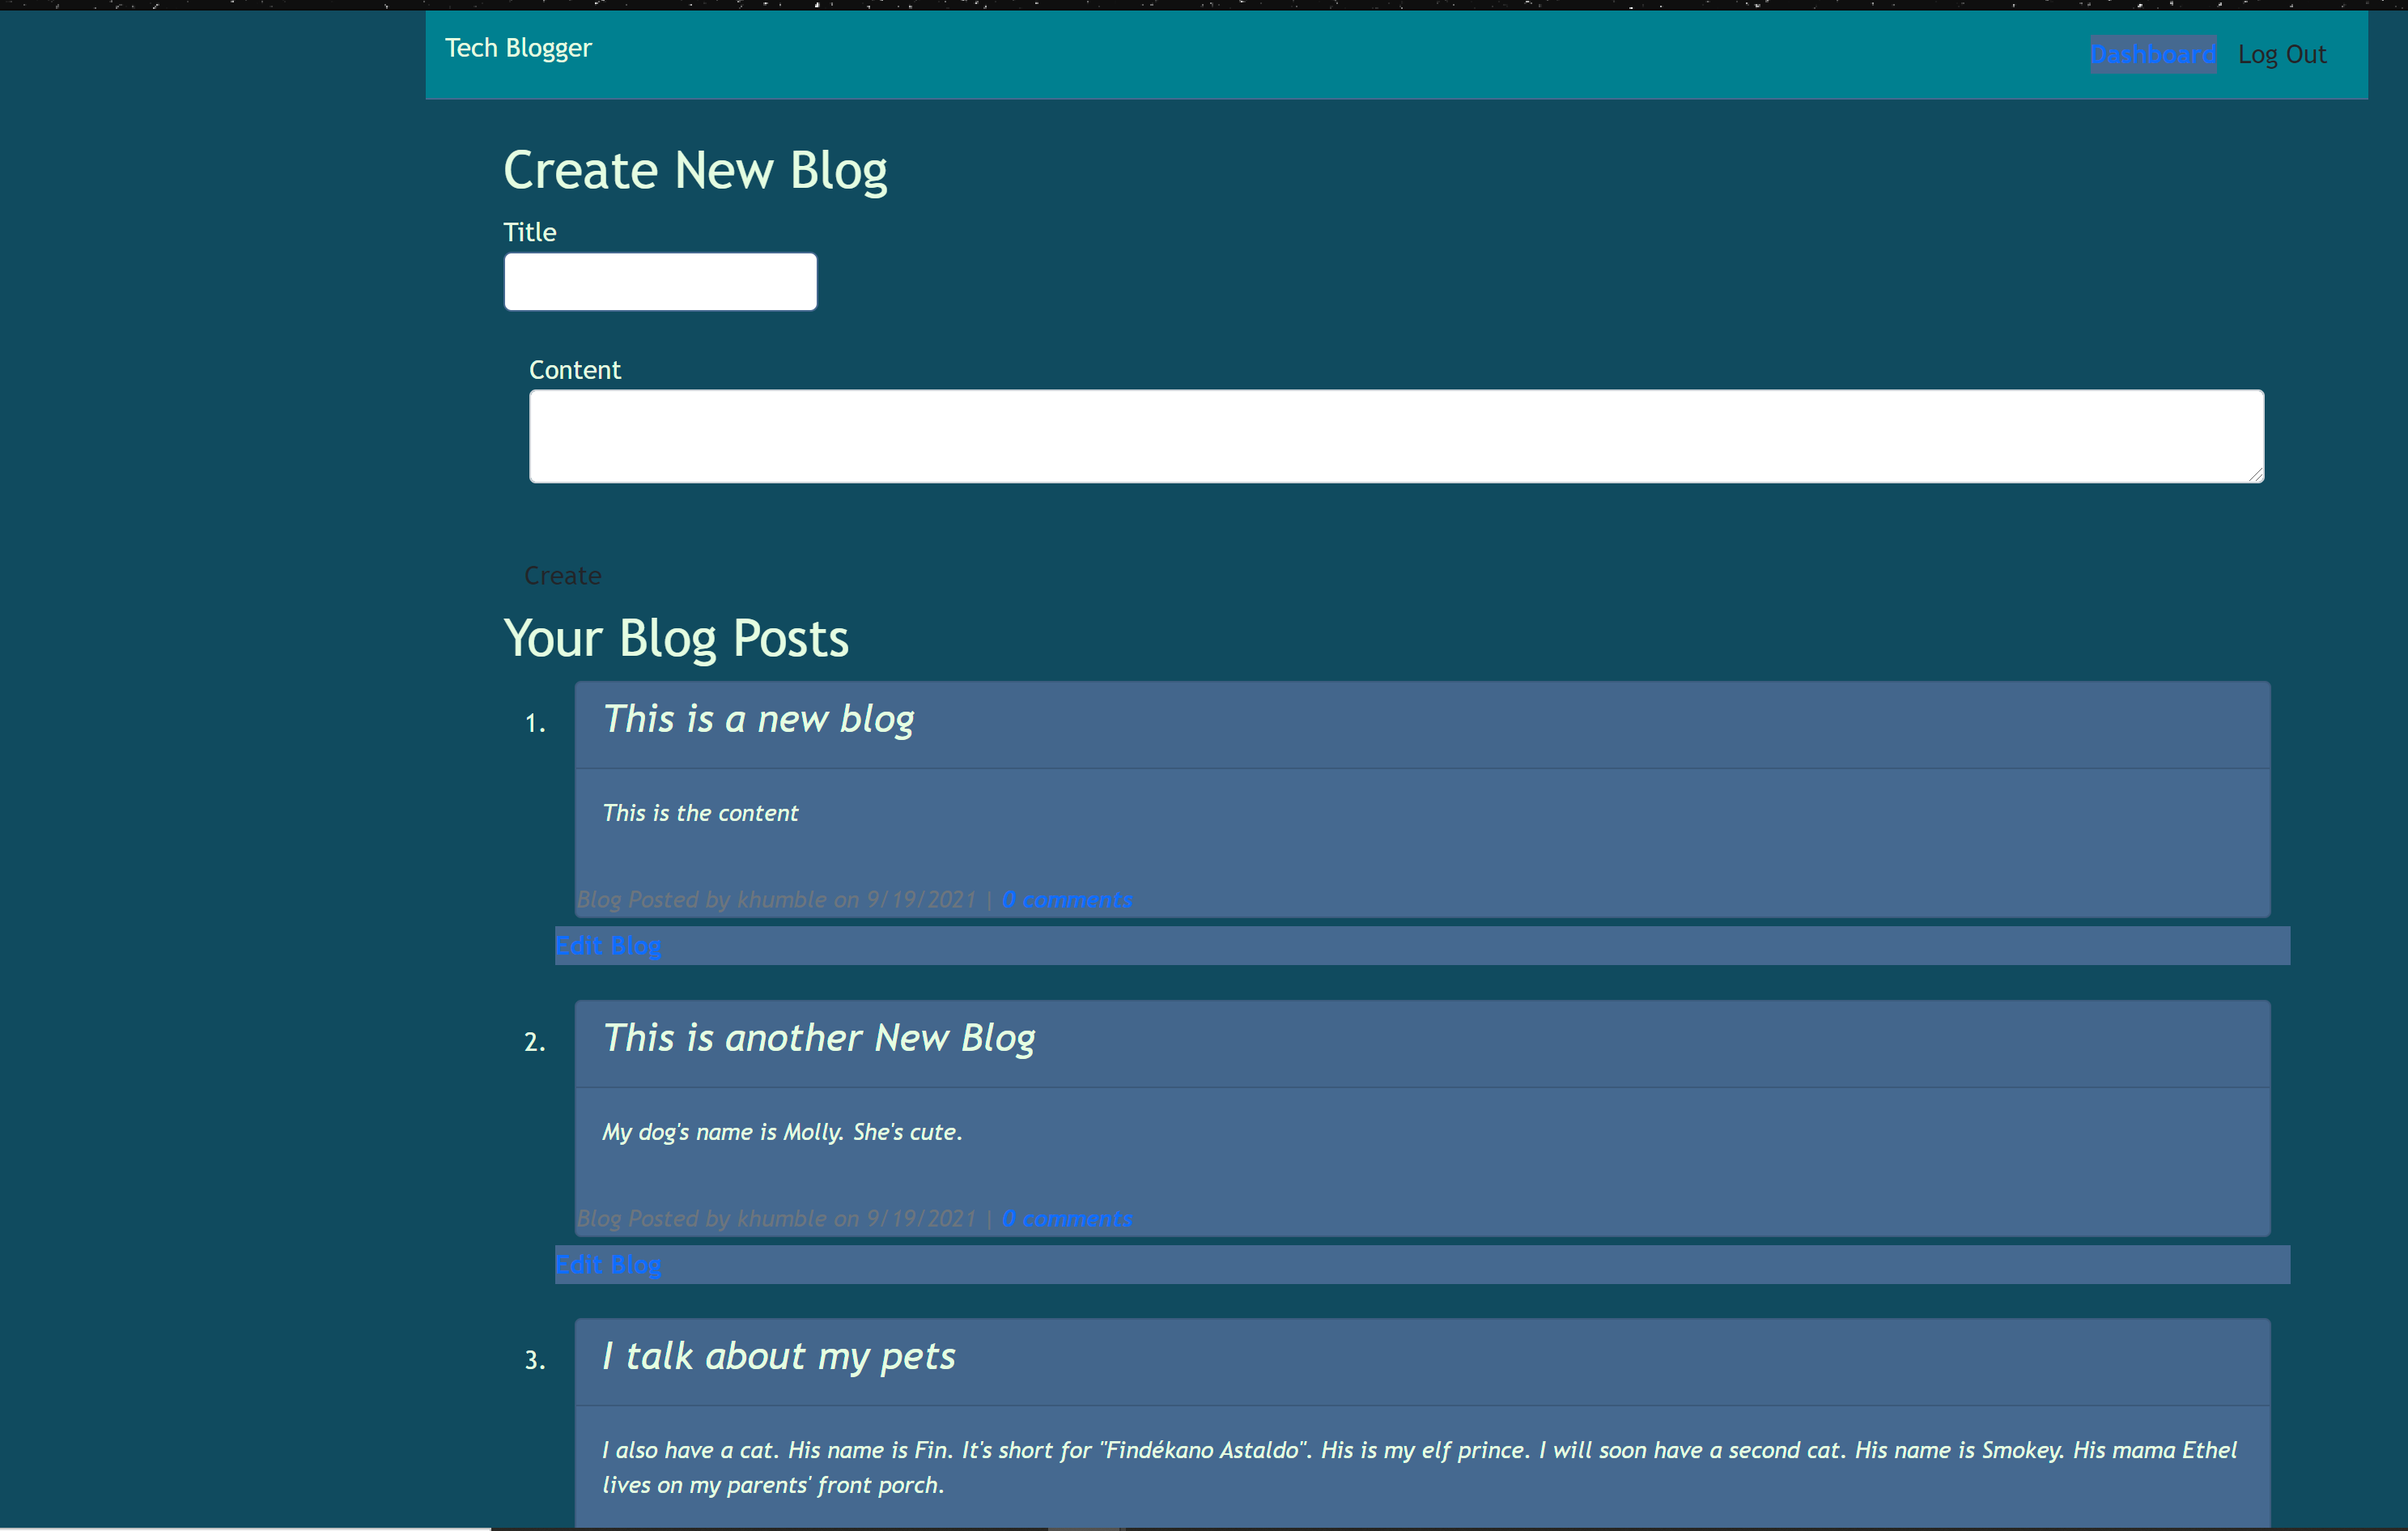 Tech Blogger
Dashboard Log Out
Create New Blog
Title
Content
Create
Your Blog Posts
1. This is a new blog
This is the content
Blog Posted by khumble on 9/19/2021 | 0 comments
Edit Blog
2. This is another New Blog
My dog's name is Molly. She's cute.
Blog Posted by khumble on 9/19/2021 | 0 comments
Edit Blog
3. I talk about my pets
I also have a cat. His name is Fin. It's short for "Findékano Astaldo". His is my elf prince. I will soon have a second cat. His name is Smokey. His mama Ethel
lives on my parents' front porch.